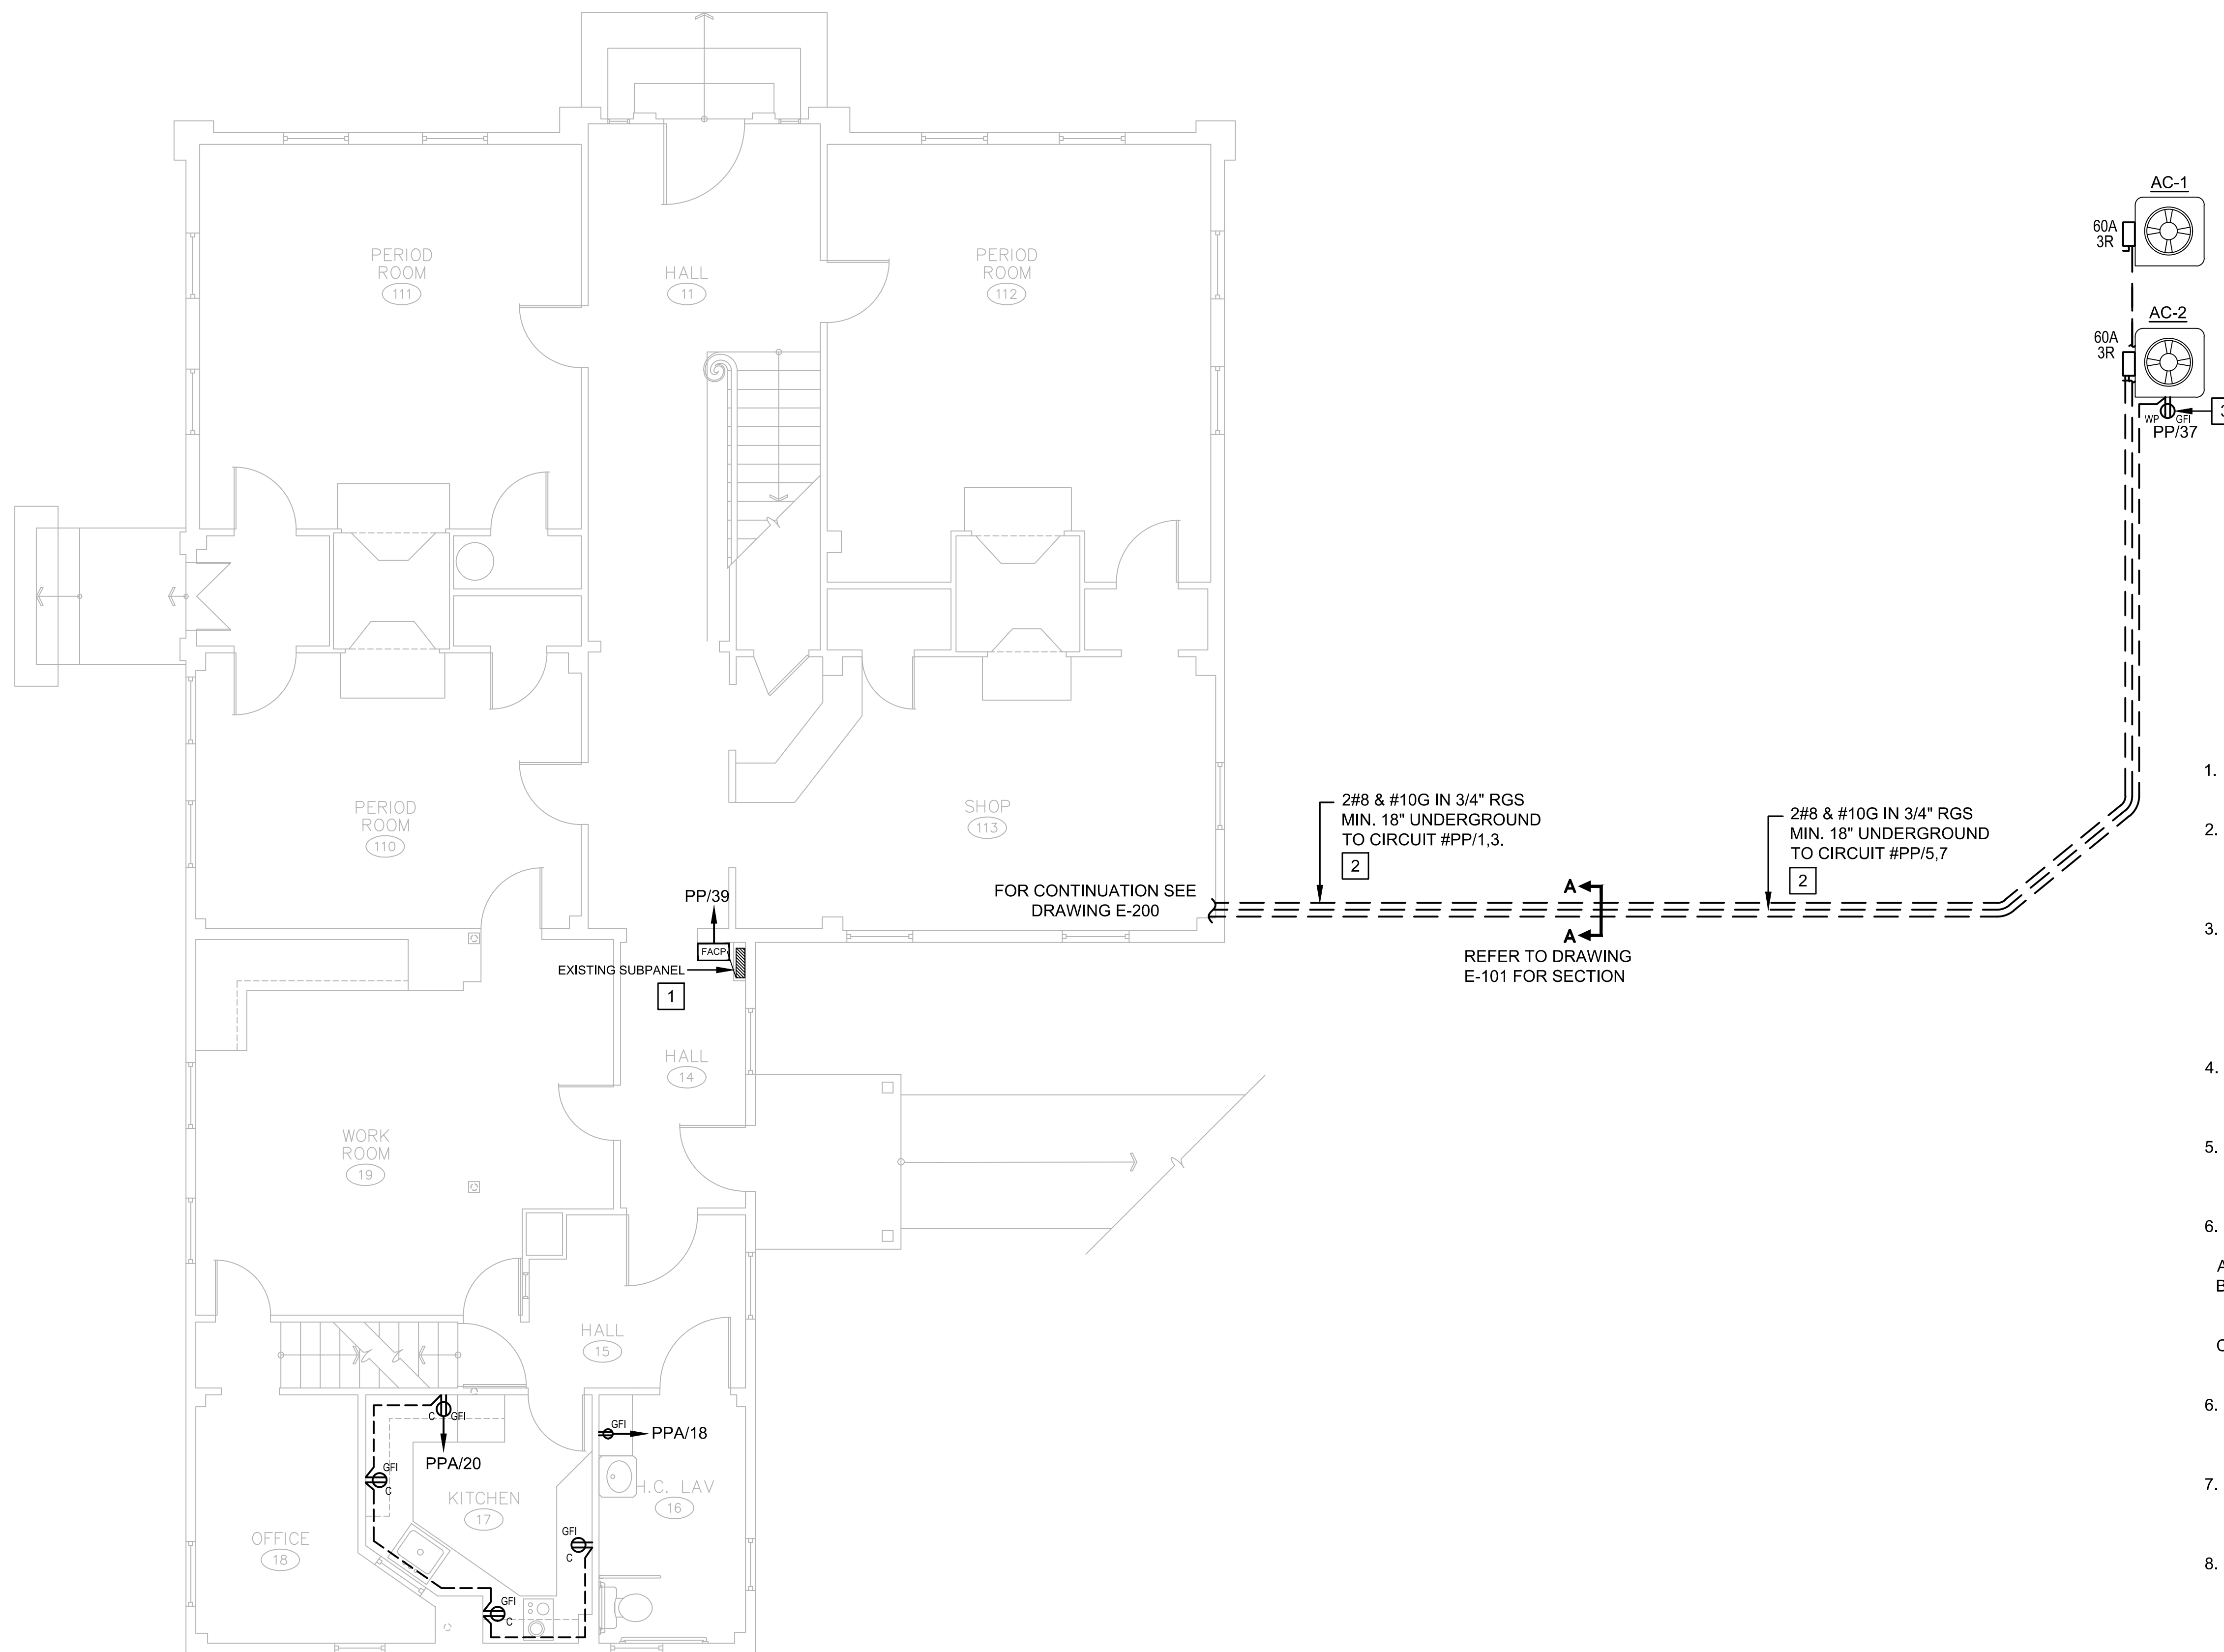 AC-1
60A
3R
AC-2
60A
3R
WP GFI
PP/37
3
PERIOD
ROOM
111
HALL
11
PERIOD
ROOM
112
PERIOD
ROOM
110
SHOP
113
2#8 & #10G IN 3/4" RGS
MIN. 18" UNDERGROUND
TO CIRCUIT #PP/1,3.
2
2#8 & #10G IN 3/4" RGS
MIN. 18" UNDERGROUND
TO CIRCUIT #PP/5,7
2
FOR CONTINUATION SEE
DRAWING E-200
A
A
REFER TO DRAWING
E-101 FOR SECTION
PP/39
FACP
EXISTING SUBPANEL
1
HALL
14
WORK
ROOM
19
HALL
15
C GFI
PPA/20
GFI
PPA/18
GFI
C
KITCHEN
17
H.C. LAV
16
OFFICE
18
GFI
C
GFI
C
1.
2.
3.
4.
5.
6.
6.
7.
8.